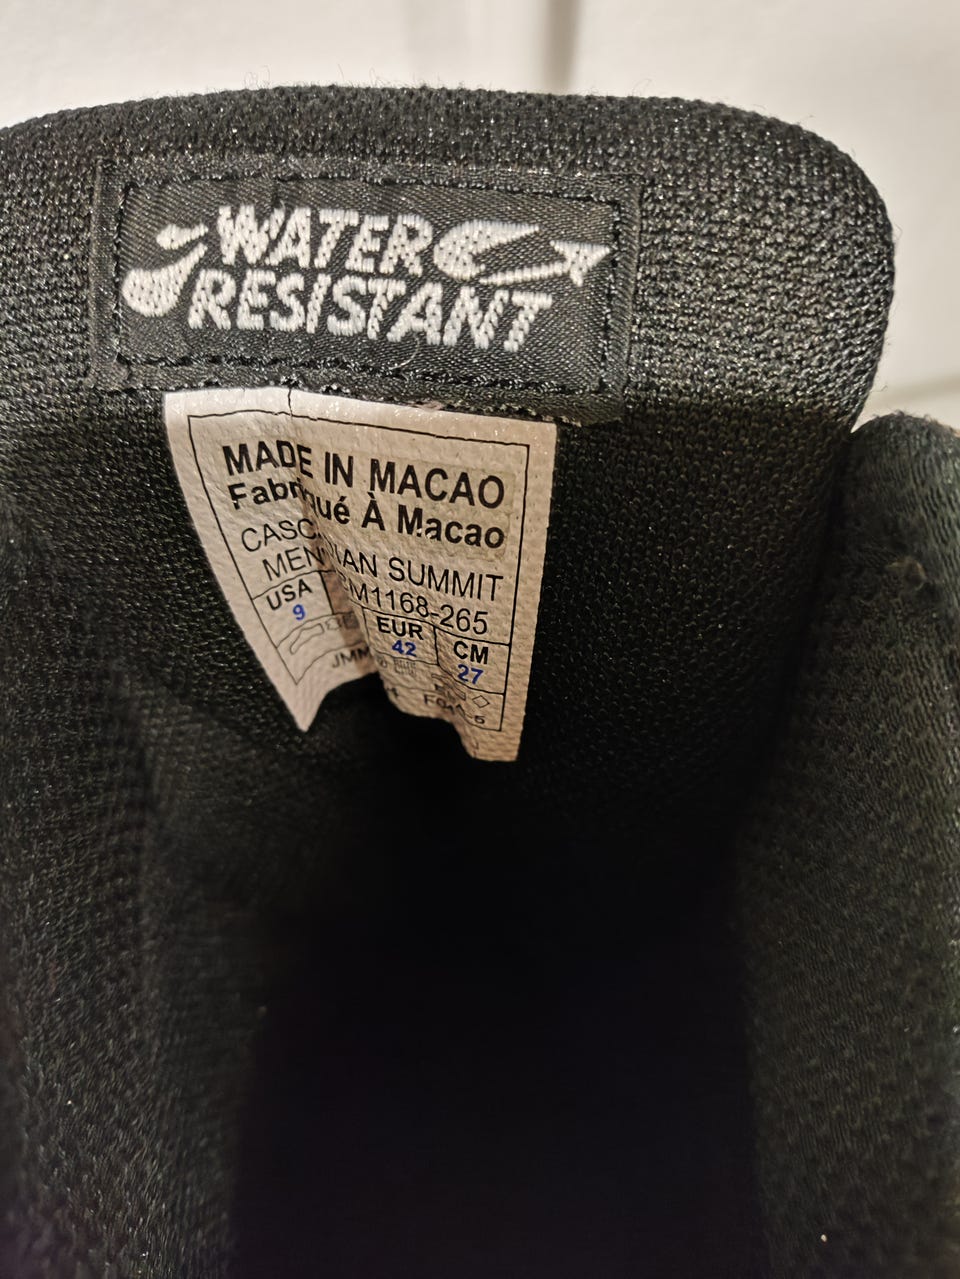 WATER
RESISTANT
MADE IN MACAO
Fabriqué À Macao
SUMMIT
USA
9
EUR
42
CM
27